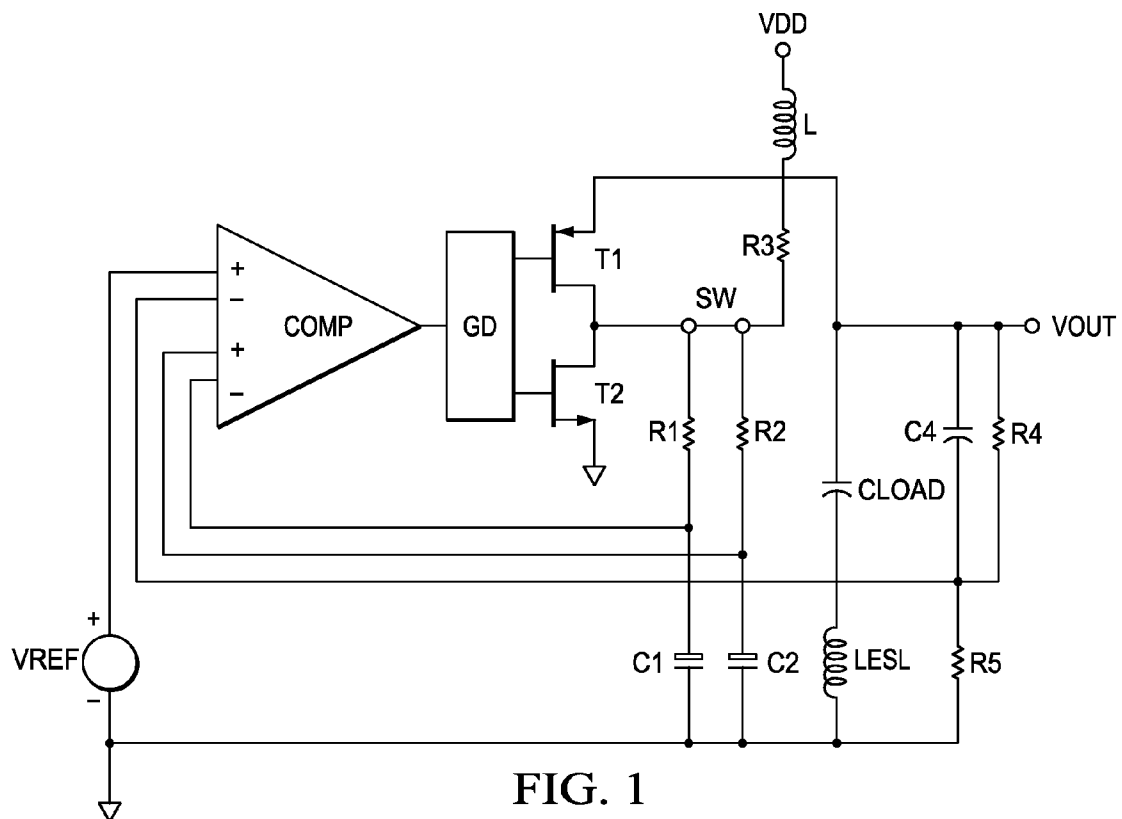 VDD
L
R3
+
T1
−
SW
COMP
GD
VOUT
+
T2
−
R1
R2
C4
R4
CLOAD
+
VREF
C1
C2
LESL
R5
−
FIG. 1